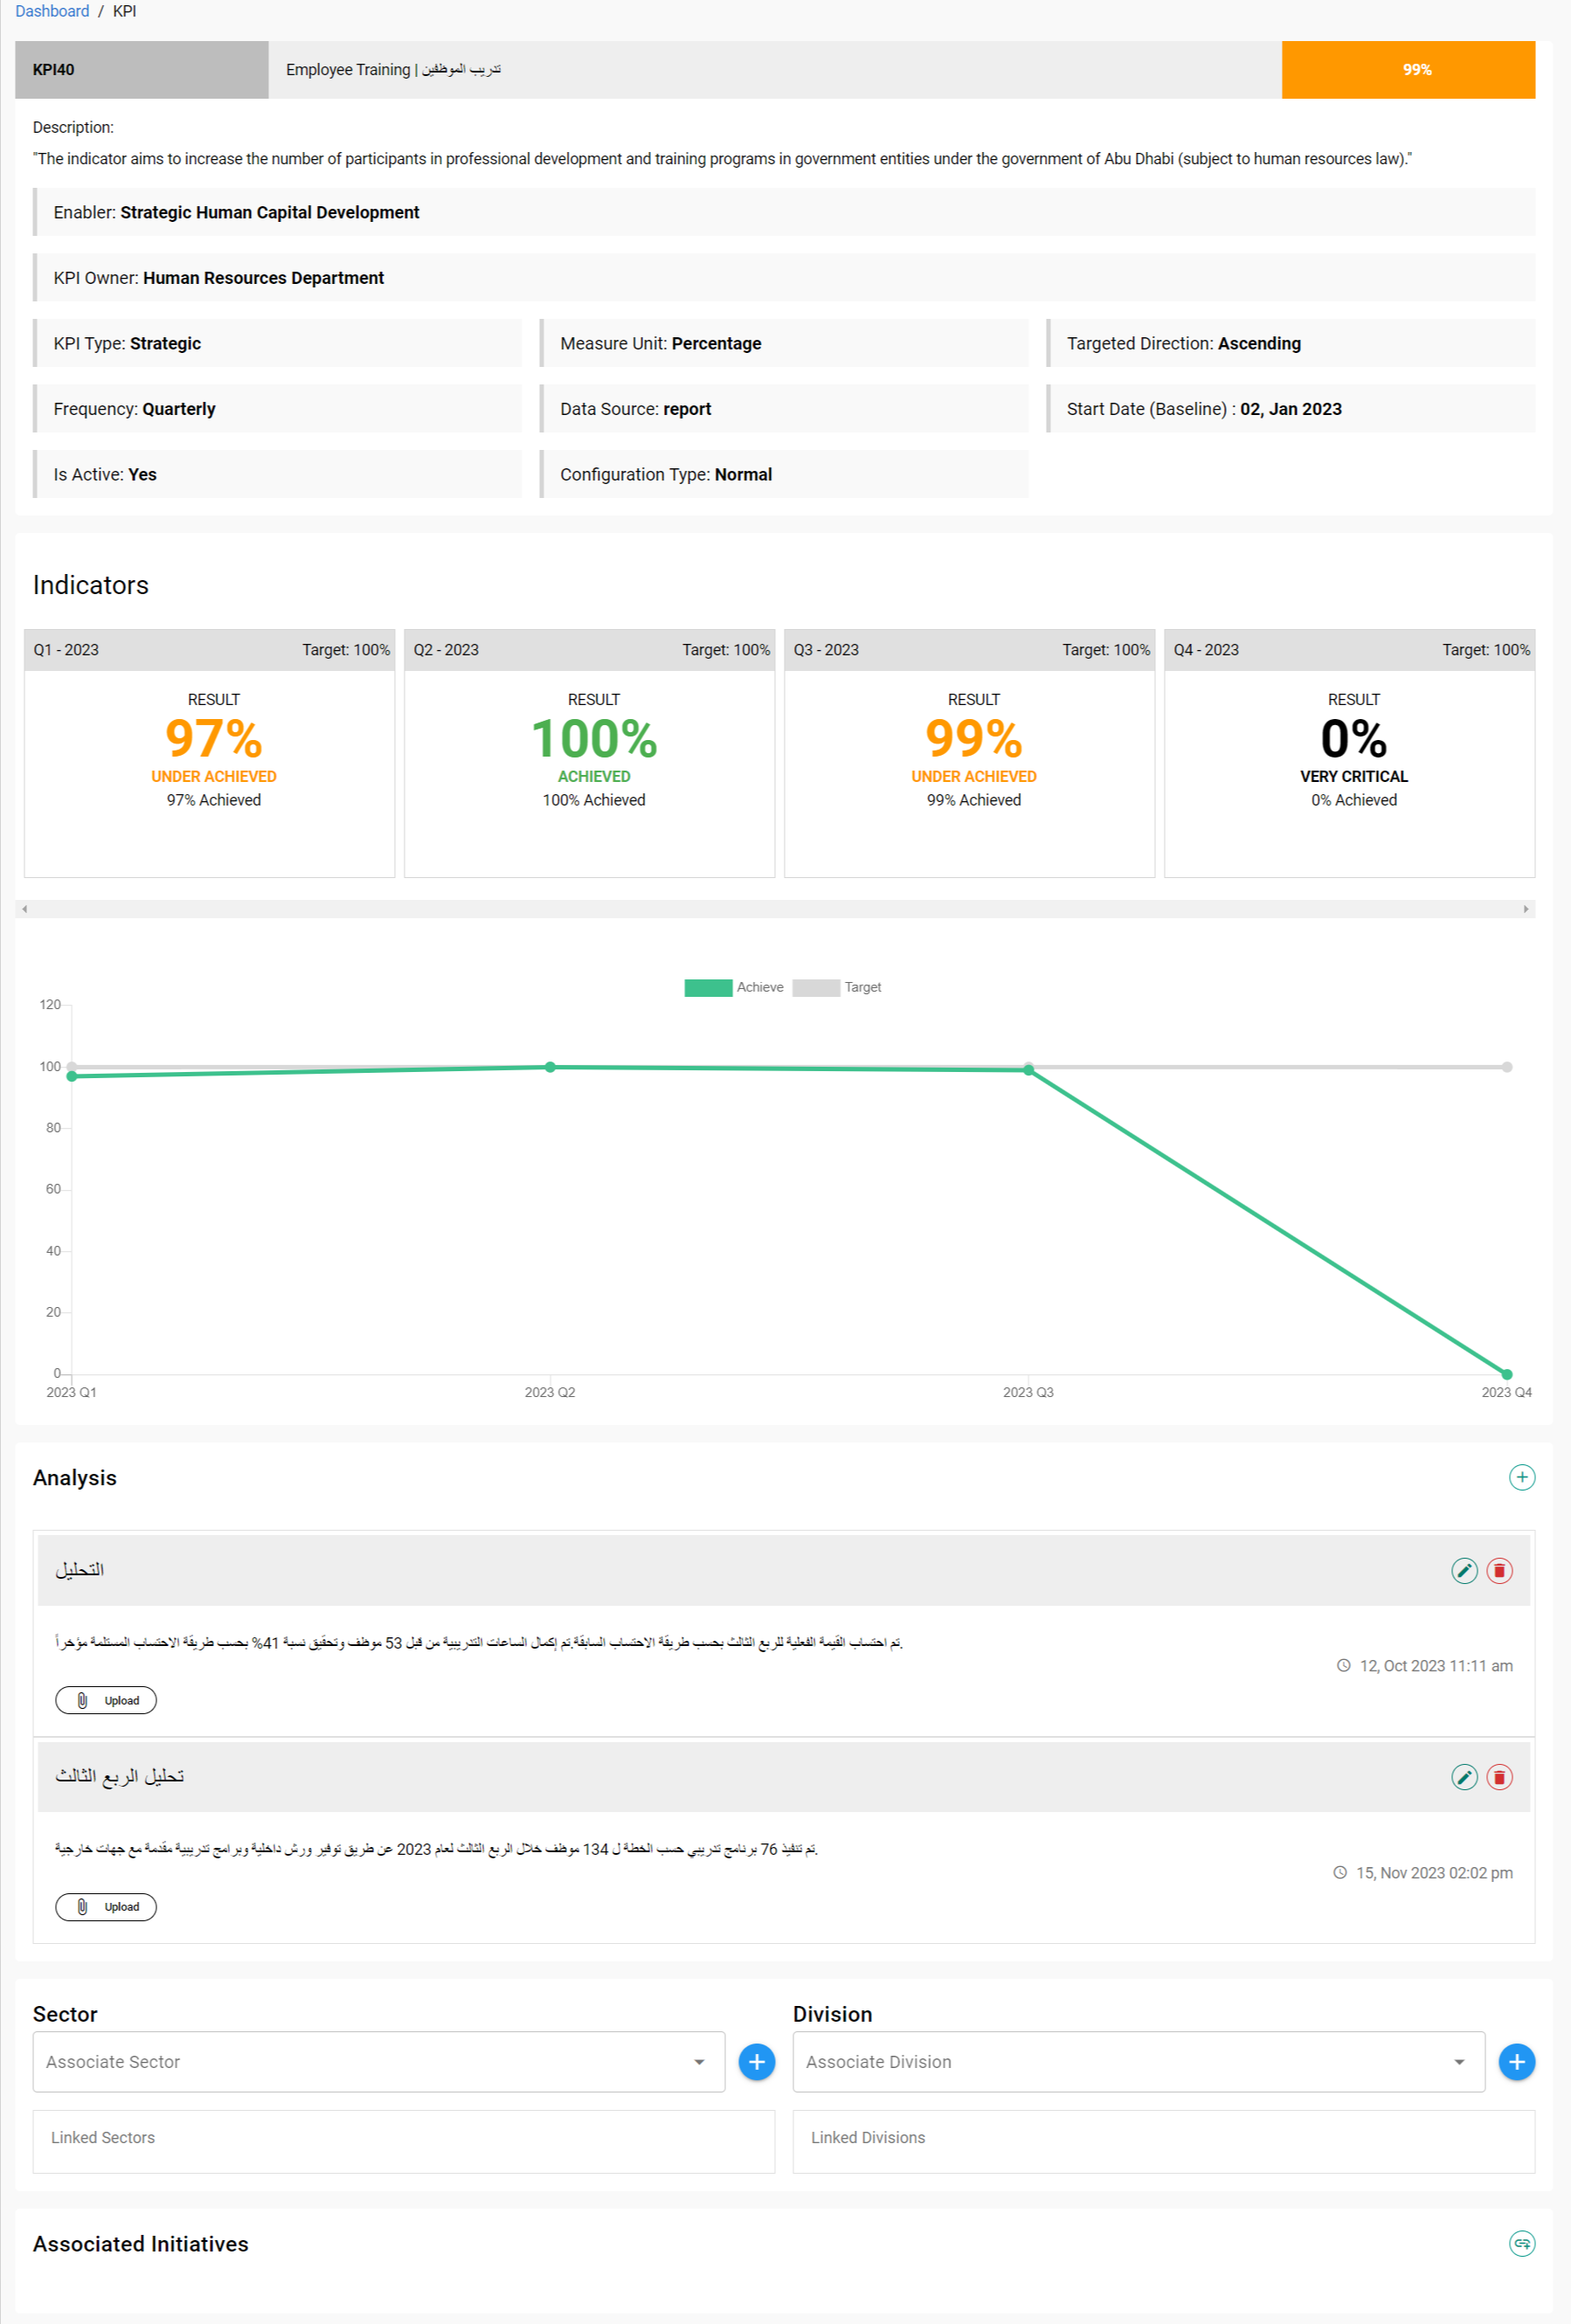 Dashboard / KPI
KPI40
Employee Training | تدريب الموظفين
99%
Description:
"The indicator aims to increase the number of participants in professional development and training programs in government entities under the government of Abu Dhabi (subject to human resources law)."
Enabler: Strategic Human Capital Development
KPI Owner: Human Resources Department
KPI Type: Strategic
Measure Unit: Percentage
Targeted Direction: Ascending
Frequency: Quarterly
Data Source: report
Start Date (Baseline) : 02, Jan 2023
Is Active: Yes
Configuration Type: Normal
Indicators
Q1 - 2023 Target: 100%
RESULT
97%
UNDER ACHIEVED
97% Achieved
Q2 - 2023 Target: 100%
RESULT
100%
ACHIEVED
100% Achieved
Q3 - 2023 Target: 100%
RESULT
99%
UNDER ACHIEVED
99% Achieved
Q4 - 2023 Target: 100%
RESULT
0%
VERY CRITICAL
0% Achieved
Achieve Target
120
100
80
60
40
20
0
2023 Q1 2023 Q2 2023 Q3 2023 Q4
Analysis
التحليل
تم احتساب القيمة الفعلية للربع الثالث بحسب طريقة الاحتساب السابقة.تم إكمال الساعات التدريبية من قبل 53 موظف وتحقيق نسبة 41% بحسب طريقة الاحتساب المستلمة مؤخراً.
12, Oct 2023 11:11 am
Upload
تحليل الربع الثالث
تم تنفيذ 76 برنامج تدريبي حسب الخطة ل 134 موظف خلال الربع الثالث لعام 2023 عن طريق توفير ورش داخلية وبرامج تدريبية مقدمة مع جهات خارجية.
15, Nov 2023 02:02 pm
Upload
Sector
Associate Sector
Linked Sectors
Division
Associate Division
Linked Divisions
Associated Initiatives